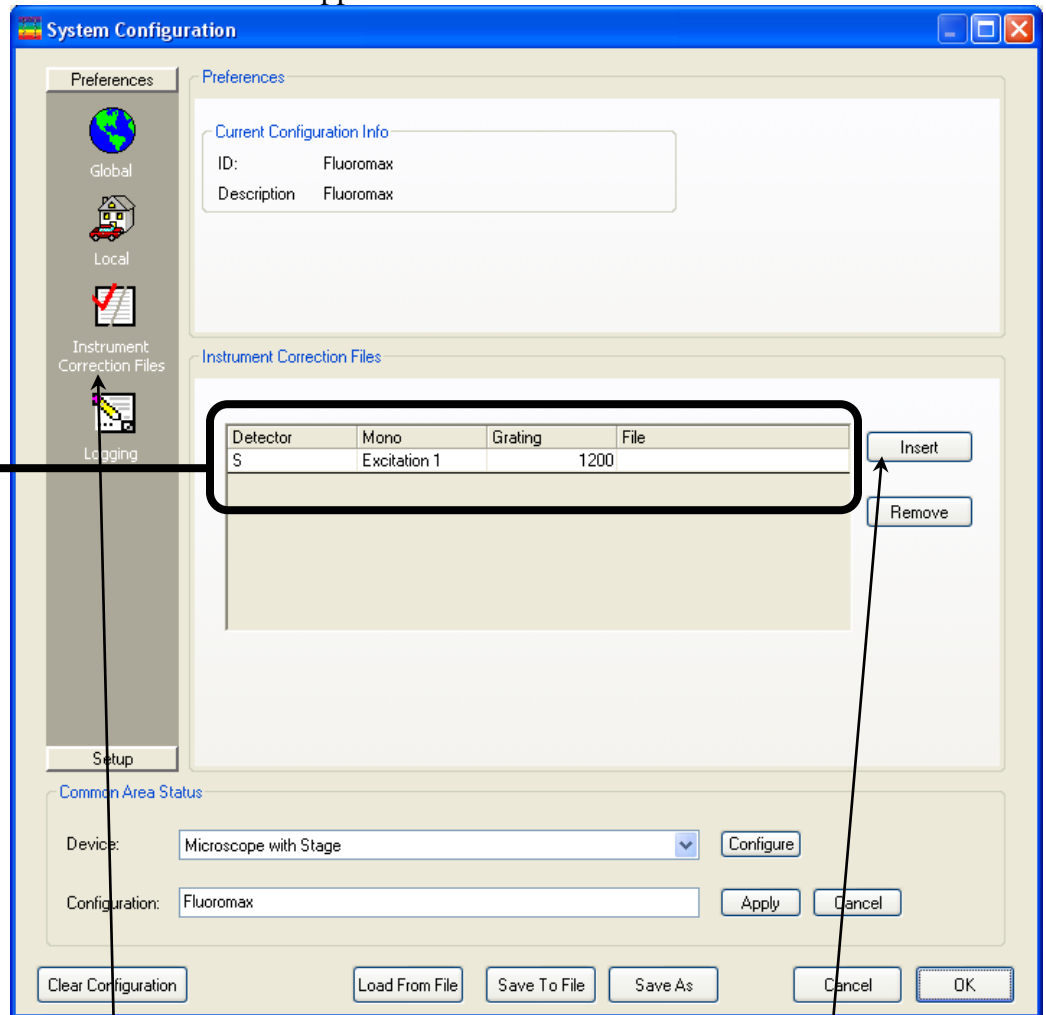 System Configuration
Preferences
Global
Local
Instrument
Correction Files
Logging
Setup
Preferences
Current Configuration Info
ID: Fluoromax
Description Fluoromax
Instrument Correction Files
Detector Mono Grating File
S Excitation 1 1200
Insert
Remove
Common Area Status
Device: Microscope with Stage Configure
Configuration: Fluoromax Apply Cancel
Clear Configuration Load From File Save To File Save As Cancel OK